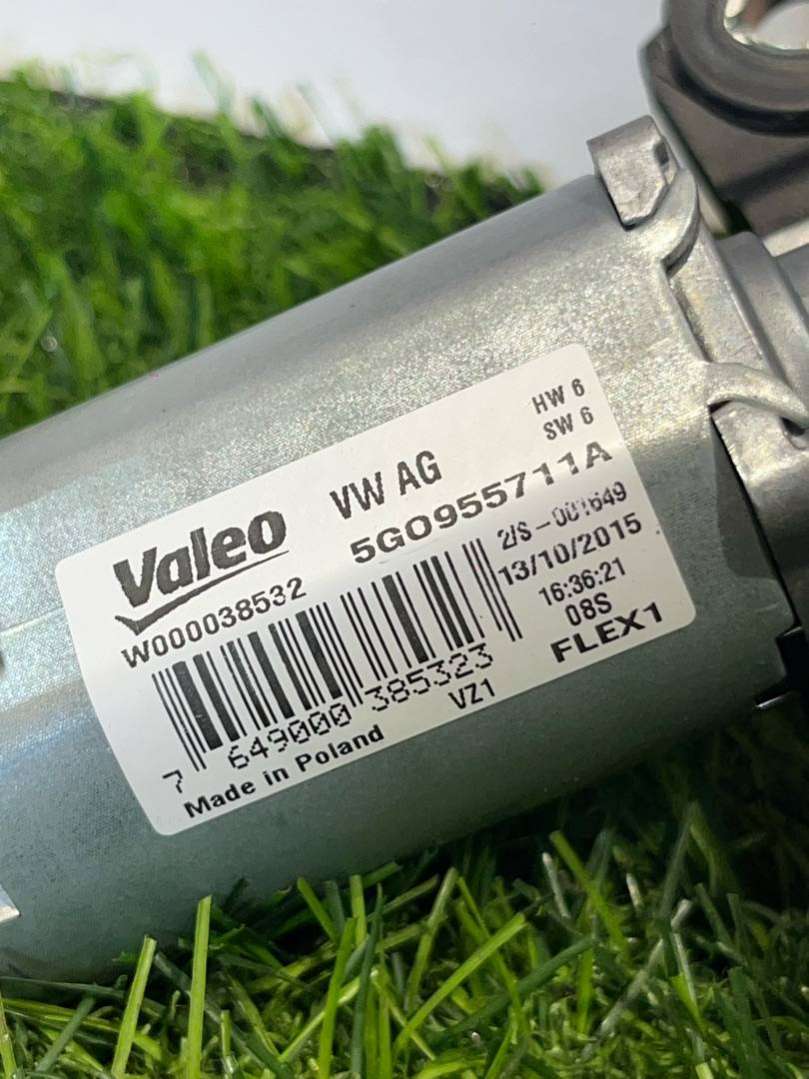 HW 6
SW 6
Valeo
VW AG
5G0955711A
W000038532
2/S-001649
13/10/2015
16:36:21
08S
FLEX1
7 649000 385323
VZ1
Made in Poland